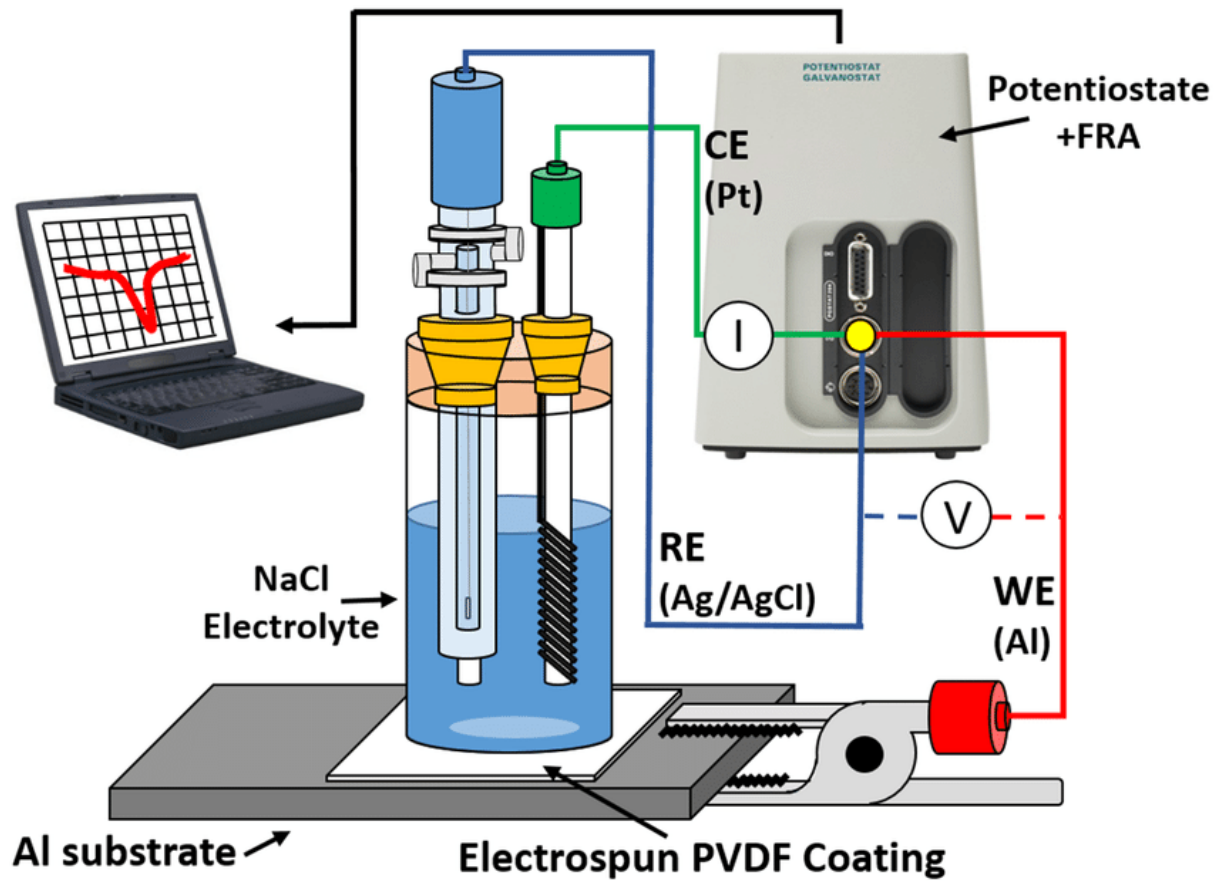 POTENTIOSTAT
GALVANOSTAT
Potentiostate
+FRA
CE
(Pt)
I
V
RE
(Ag/AgCl)
WE
(Al)
NaCl
Electrolyte
Al substrate
Electrospun PVDF Coating